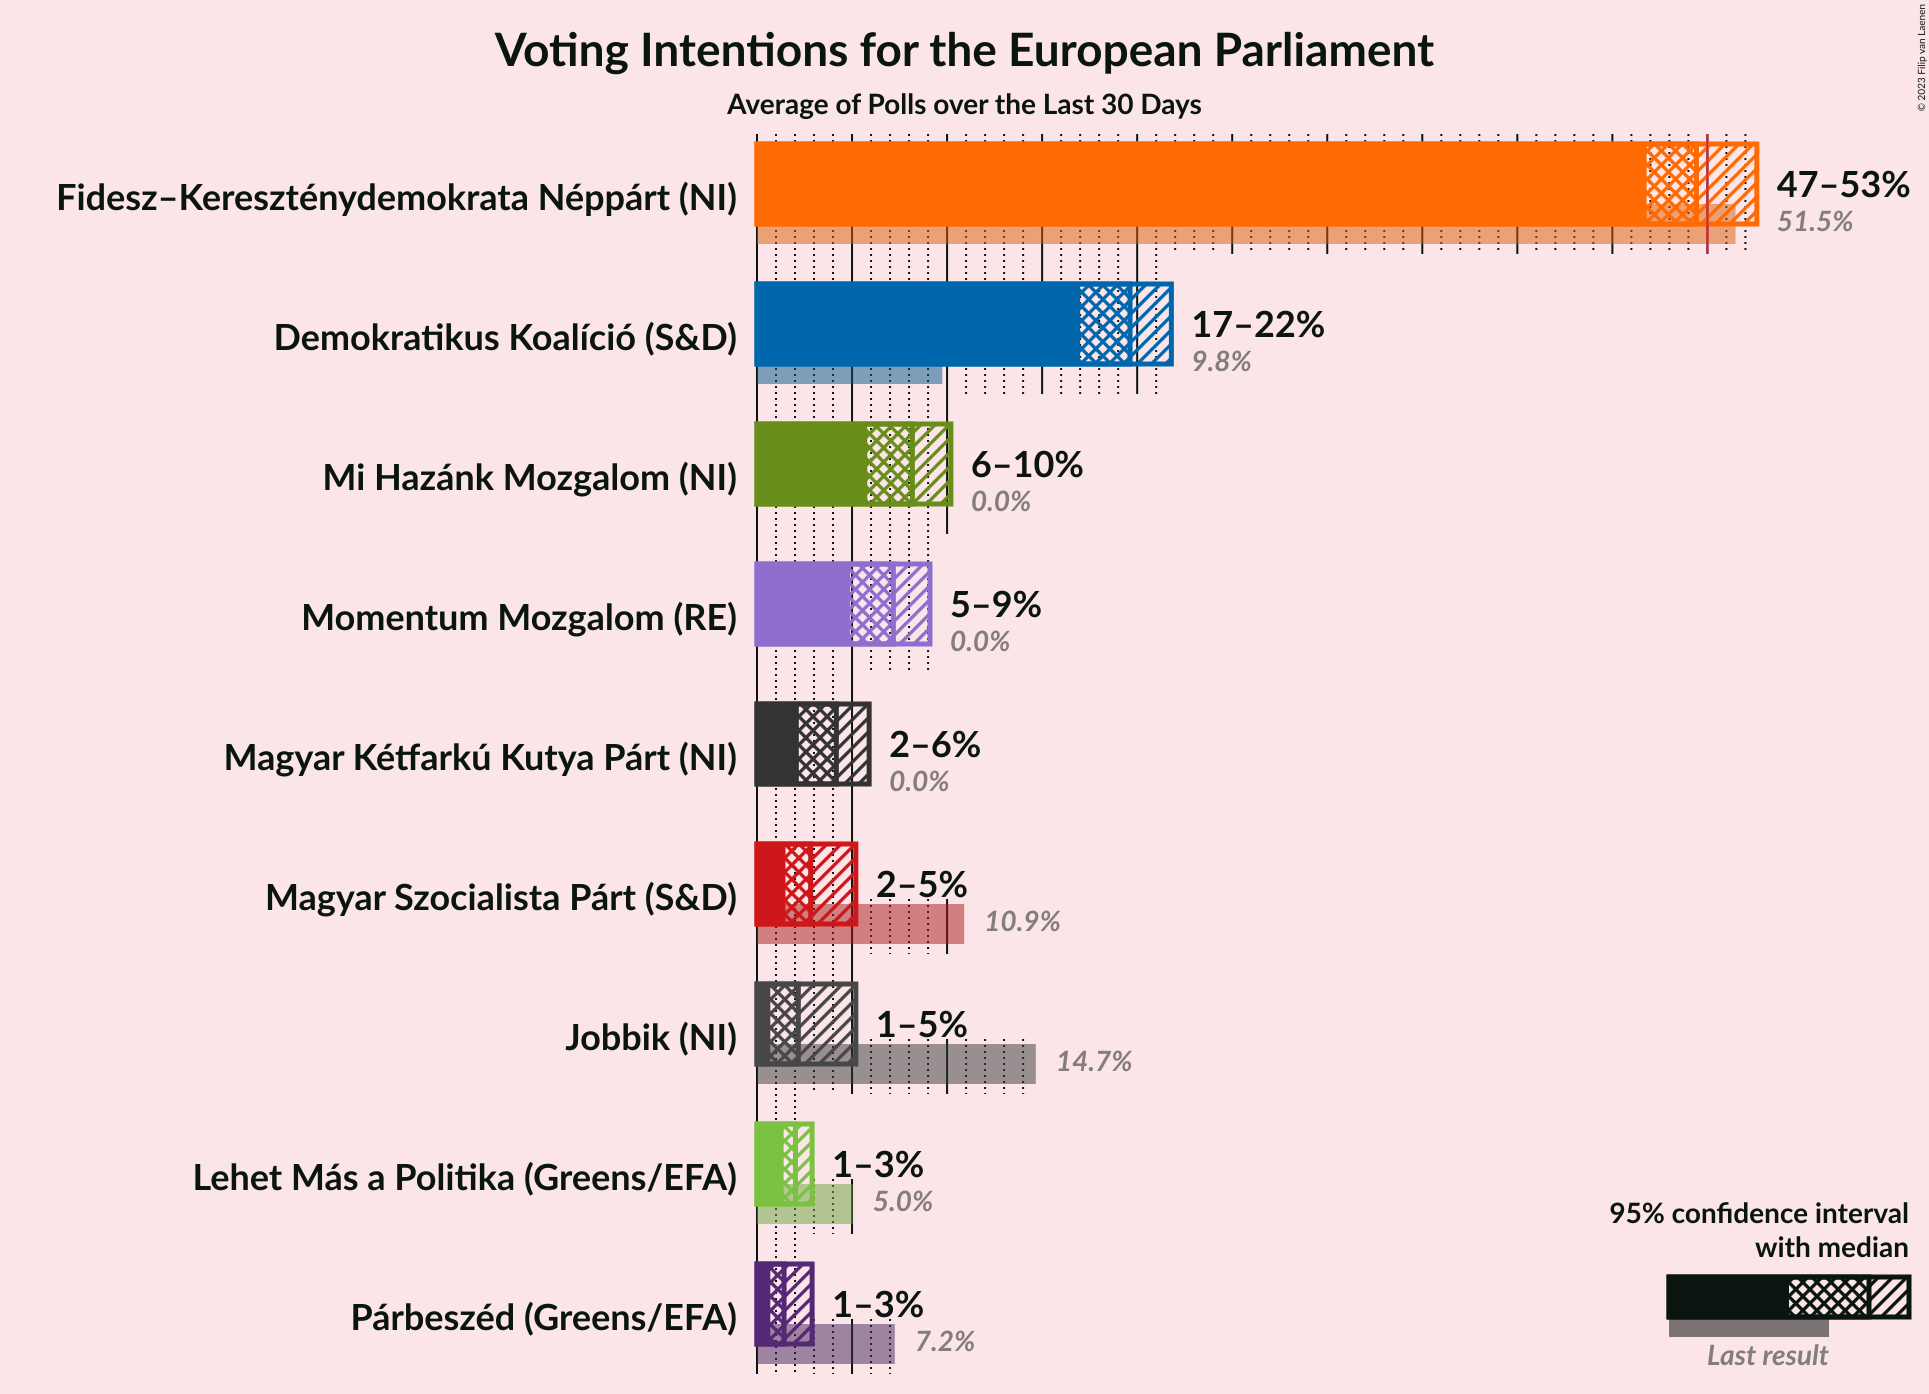 Voting Intentions for the European Parliament
Average of Polls over the Last 30 Days
© 2023 Filip van Laenen
Fidesz–Kereszténydemokrata Néppárt (NI)
47–53%
51.5%
Demokratikus Koalíció (S&D)
17–22%
9.8%
Mi Hazánk Mozgalom (NI)
6–10%
0.0%
Momentum Mozgalom (RE)
5–9%
0.0%
Magyar Kétfarkú Kutya Párt (NI)
2–6%
0.0%
Magyar Szocialista Párt (S&D)
2–5%
10.9%
Jobbik (NI)
1–5%
14.7%
Lehet Más a Politika (Greens/EFA)
1–3%
5.0%
Párbeszéd (Greens/EFA)
1–3%
7.2%
95% confidence interval
with median
Last result